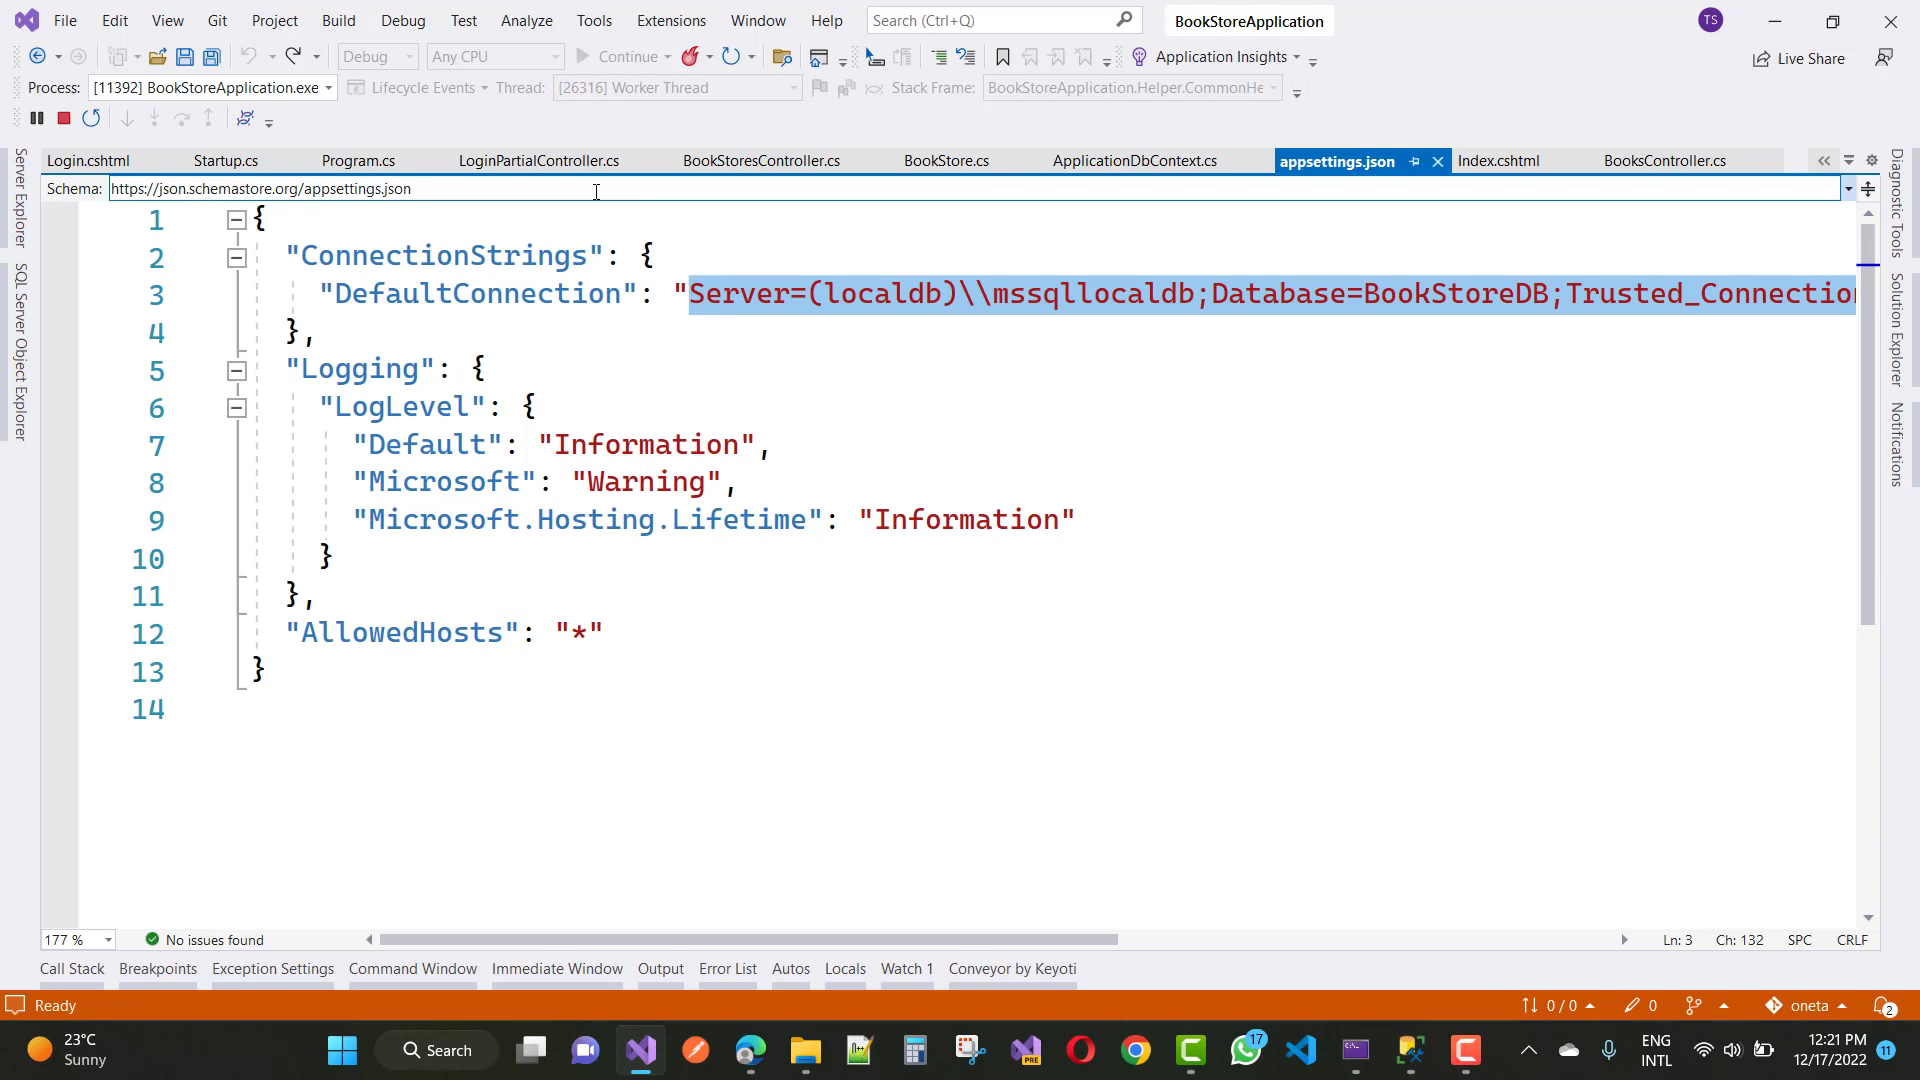 File Edit View Git Project Build Debug Test Analyze Tools Extensions Window Help Search (Ctrl+Q) BookStoreApplication TS
Debug Any CPU Continue Application Insights Live Share
Process: [11392] BookStoreApplication.exe Lifecycle Events Thread: [26316] Worker Thread Stack Frame: BookStoreApplication.Helper.CommonHe
Login.cshtml Startup.cs Program.cs LoginPartialController.cs BookStoresController.cs BookStore.cs ApplicationDbContext.cs appsettings.json Index.cshtml BooksController.cs
Schema: https://json.schemastore.org/appsettings.json
Server Explorer
SQL Server Object Explorer
1 {
2 "ConnectionStrings": {
3 "DefaultConnection": "Server=(localdb)\\mssqllocaldb;Database=BookStoreDB;Trusted_Connection
4 },
5 "Logging": {
6 "LogLevel": {
7 "Default": "Information",
8 "Microsoft": "Warning",
9 "Microsoft.Hosting.Lifetime": "Information"
10 }
11 },
12 "AllowedHosts": "*"
13 }
14
Diagnostic Tools
Solution Explorer
Notifications
177 % No issues found Ln: 3 Ch: 132 SPC CRLF
Call Stack Breakpoints Exception Settings Command Window Immediate Window Output Error List Autos Locals Watch 1 Conveyor by Keyoti
Ready 0 / 0 0 oneta 2
23°C
Sunny
Search
PRE
17
ENG
INTL
12:21 PM
12/17/2022
11